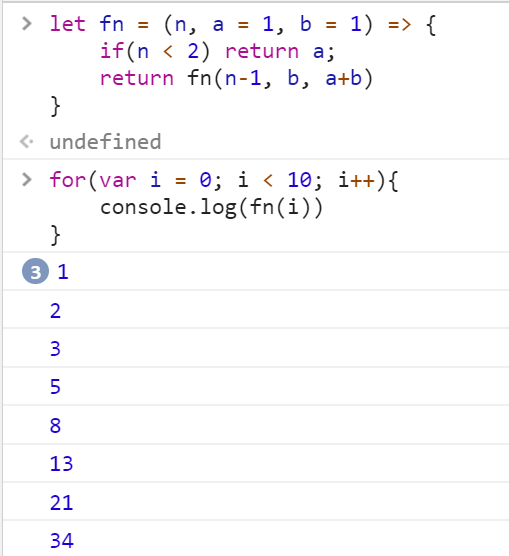 > let fn = (n, a = 1, b = 1) => {
    if(n < 2) return a;
    return fn(n-1, b, a+b)
}
undefined
> for(var i = 0; i < 10; i++){
    console.log(fn(i))
}
3 1
2
3
5
8
13
21
34